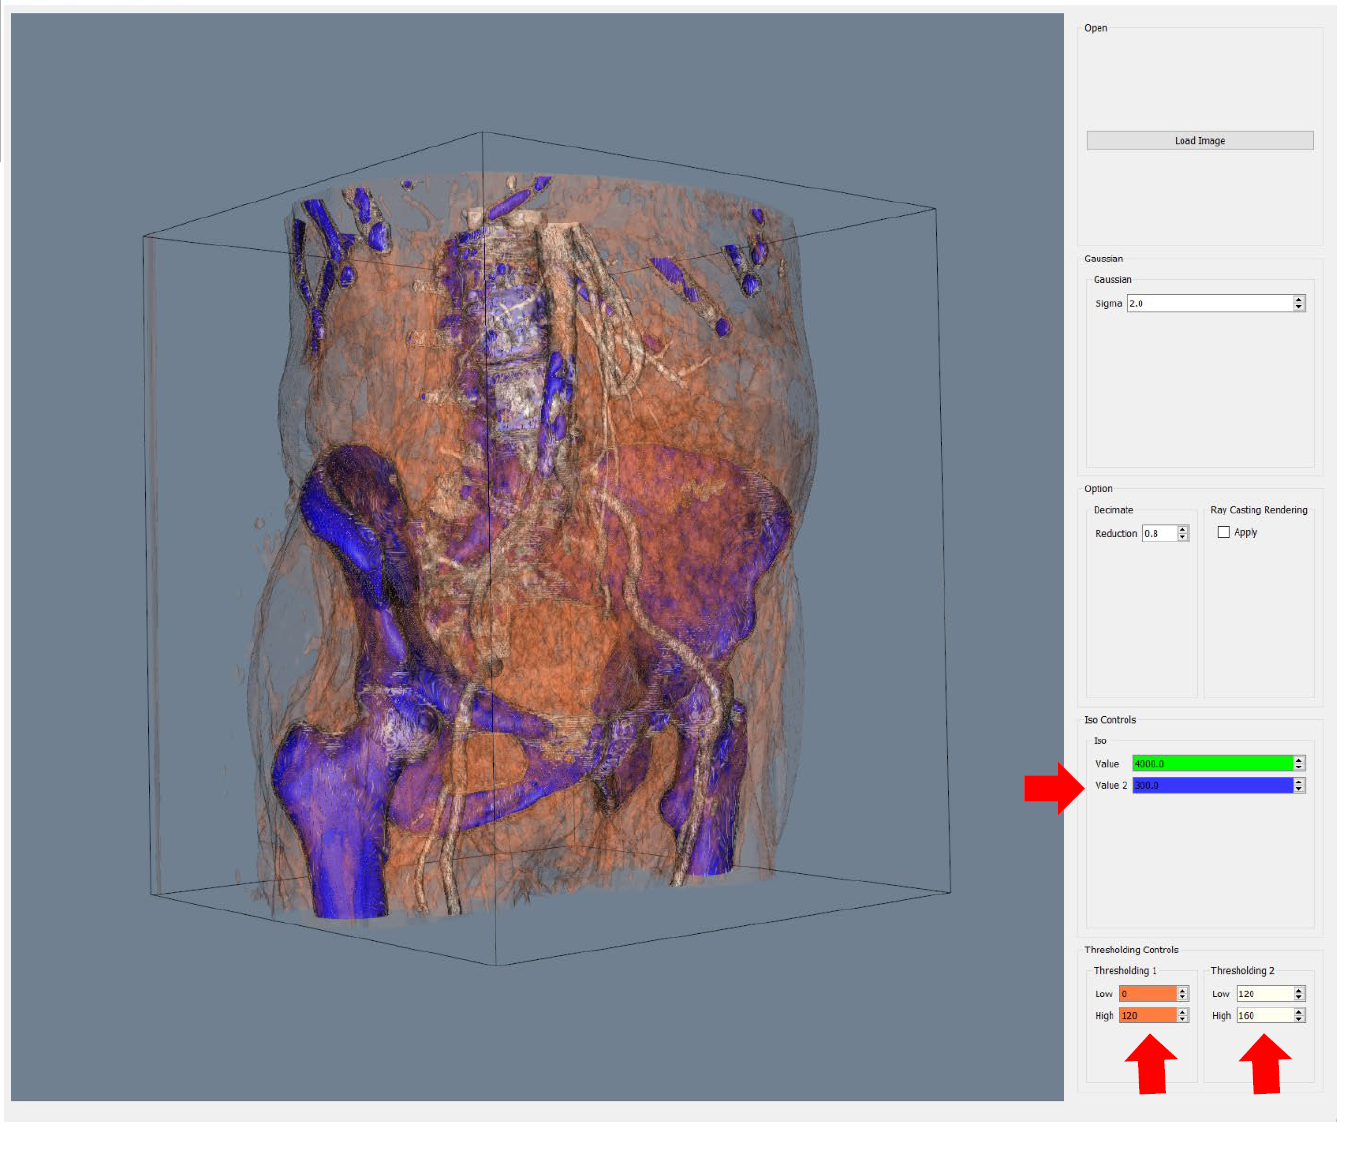 Open
Load Image
Gaussian
Gaussian
Sigma 2.0
Option
Decimate
Reduction 0.8
Ray Casting Rendering
Apply
Iso Controls
Iso
Value 4000.0
Value 2 300.0
Thresholding Controls
Thresholding 1
Low 0
High 120
Thresholding 2
Low 120
High 160